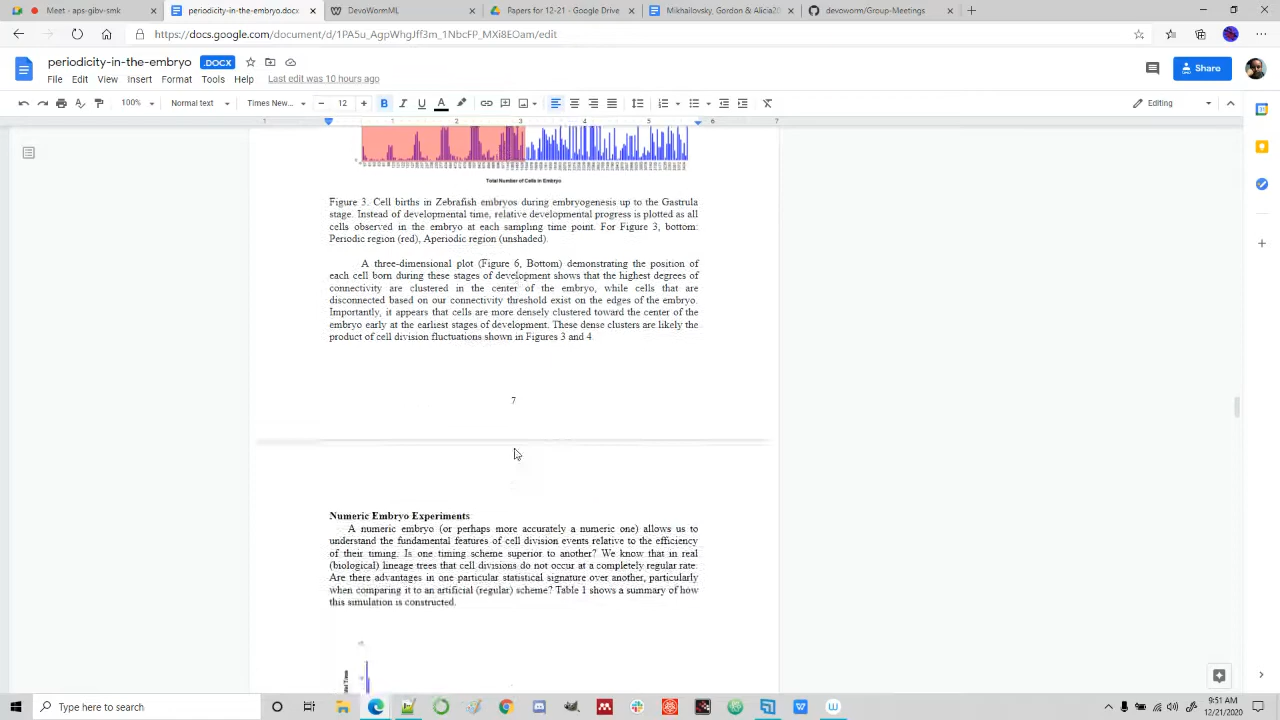 Meet - aps-gibv-smk
periodicity-in-the-embryo.docx
DevoWormML
Papers for 12-21 - Google Drive
Mikhailovsky, Gordon & Alicia20
devoworm/Group-Meetings
https://docs.google.com/document/d/1PA5u_AgpWhgJff3m_1NbcFP_MXi8EOam/edit
periodicity-in-the-embryo .DOCX
File Edit View Insert Format Tools Help Last edit was 10 hours ago
Share
100% Normal text Times New... 12 Editing
1 1 2 3 4 5 6 7
Total Number of Cells in Embryo
Figure 3. Cell births in Zebrafish embryos during embryogenesis up to the Gastrula
stage. Instead of developmental time, relative developmental progress is plotted as all
cells observed in the embryo at each sampling time point. For Figure 3, bottom:
Periodic region (red), Aperiodic region (unshaded).
A three-dimensional plot (Figure 6, Bottom) demonstrating the position of
each cell born during these stages of development shows that the highest degrees of
connectivity are clustered in the center of the embryo, while cells that are
disconnected based on our connectivity threshold exist on the edges of the embryo.
Importantly, it appears that cells are more densely clustered toward the center of the
embryo early at the earliest stages of development. These dense clusters are likely the
product of cell division fluctuations shown in Figures 3 and 4.
7
Numeric Embryo Experiments
A numeric embryo (or perhaps more accurately a numeric one) allows us to
understand the fundamental features of cell division events relative to the efficiency
of their timing. Is one timing scheme superior to another? We know that in real
(biological) lineage trees that cell divisions do not occur at a completely regular rate.
Are there advantages in one particular statistical signature over another, particularly
when comparing it to an artificial (regular) scheme? Table 1 shows a summary of how
this simulation is constructed.
Type here to search
9:51 AM
12/21/2020